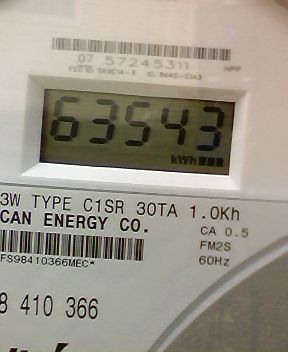 07 57245311
63543
kWh
3W TYPE C1SR 30TA 1.0Kh
CAN ENERGY CO.
CA 0.5
FM2S
FS98410366MEC*
60Hz
8 410 366